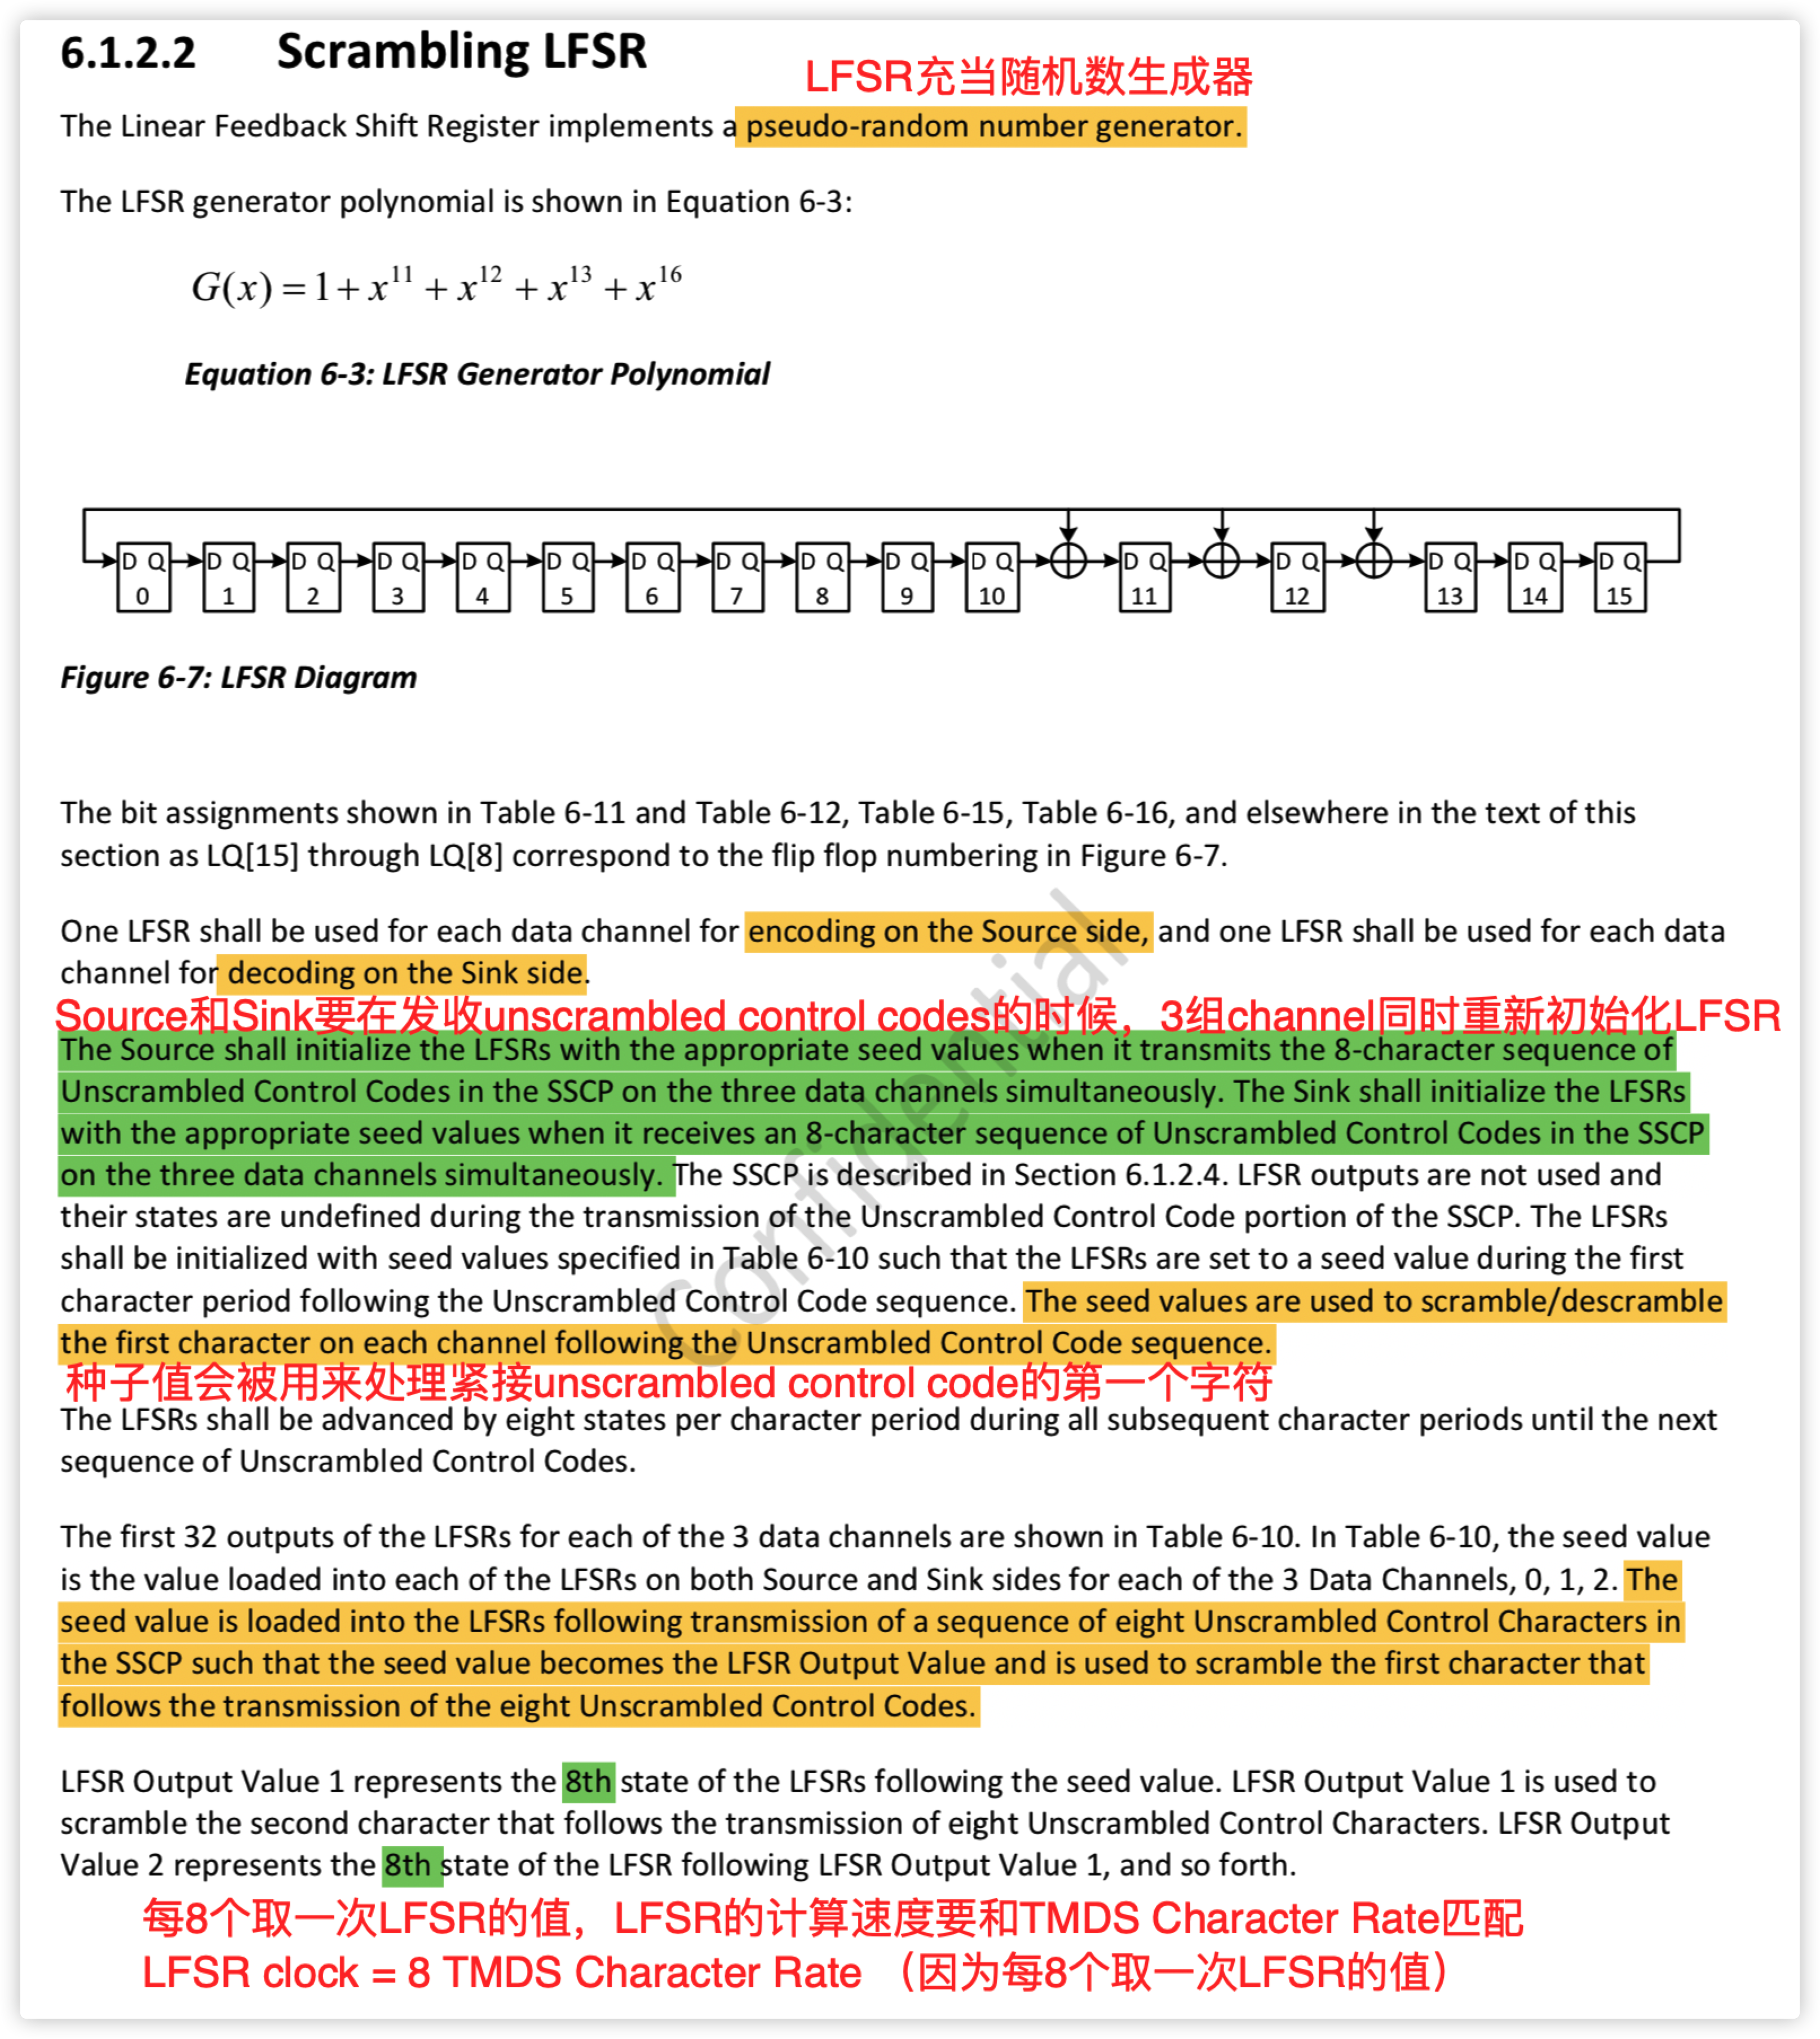 6.1.2.2 Scrambling LFSR
LFSR充当随机数生成器
The Linear Feedback Shift Register implements a pseudo-random number generator.
The LFSR generator polynomial is shown in Equation 6-3:
G(x) = 1 + x^11 + x^12 + x^13 + x^16
Equation 6-3: LFSR Generator Polynomial
D Q D Q D Q D Q D Q D Q D Q D Q D Q D Q D Q D Q D Q D Q D Q D Q
0 1 2 3 4 5 6 7 8 9 10 11 12 13 14 15
Figure 6-7: LFSR Diagram
The bit assignments shown in Table 6-11 and Table 6-12, Table 6-15, Table 6-16, and elsewhere in the text of this
section as LQ[15] through LQ[8] correspond to the flip flop numbering in Figure 6-7.
One LFSR shall be used for each data channel for encoding on the Source side, and one LFSR shall be used for each data
channel for decoding on the Sink side.
Source和Sink要在发收unscrambled control codes的时候，3组channel同时重新初始化LFSR
The Source shall initialize the LFSRs with the appropriate seed values when it transmits the 8-character sequence of
Unscrambled Control Codes in the SSCP on the three data channels simultaneously. The Sink shall initialize the LFSRs
with the appropriate seed values when it receives an 8-character sequence of Unscrambled Control Codes in the SSCP
on the three data channels simultaneously. The SSCP is described in Section 6.1.2.4. LFSR outputs are not used and
their states are undefined during the transmission of the Unscrambled Control Code portion of the SSCP. The LFSRs
shall be initialized with seed values specified in Table 6-10 such that the LFSRs are set to a seed value during the first
character period following the Unscrambled Control Code sequence. The seed values are used to scramble/descramble
the first character on each channel following the Unscrambled Control Code sequence.
种子值会被用来处理紧接unscrambled control code的第一个字符
The LFSRs shall be advanced by eight states per character period during all subsequent character periods until the next
sequence of Unscrambled Control Codes.
The first 32 outputs of the LFSRs for each of the 3 data channels are shown in Table 6-10. In Table 6-10, the seed value
is the value loaded into each of the LFSRs on both Source and Sink sides for each of the 3 Data Channels, 0, 1, 2. The
seed value is loaded into the LFSRs following transmission of a sequence of eight Unscrambled Control Characters in
the SSCP such that the seed value becomes the LFSR Output Value and is used to scramble the first character that
follows the transmission of the eight Unscrambled Control Codes.
LFSR Output Value 1 represents the 8th state of the LFSRs following the seed value. LFSR Output Value 1 is used to
scramble the second character that follows the transmission of eight Unscrambled Control Characters. LFSR Output
Value 2 represents the 8th state of the LFSR following LFSR Output Value 1, and so forth.
每8个取一次LFSR的值，LFSR的计算速度要和TMDS Character Rate匹配
LFSR clock = 8 TMDS Character Rate （因为每8个取一次LFSR的值）
Confidential